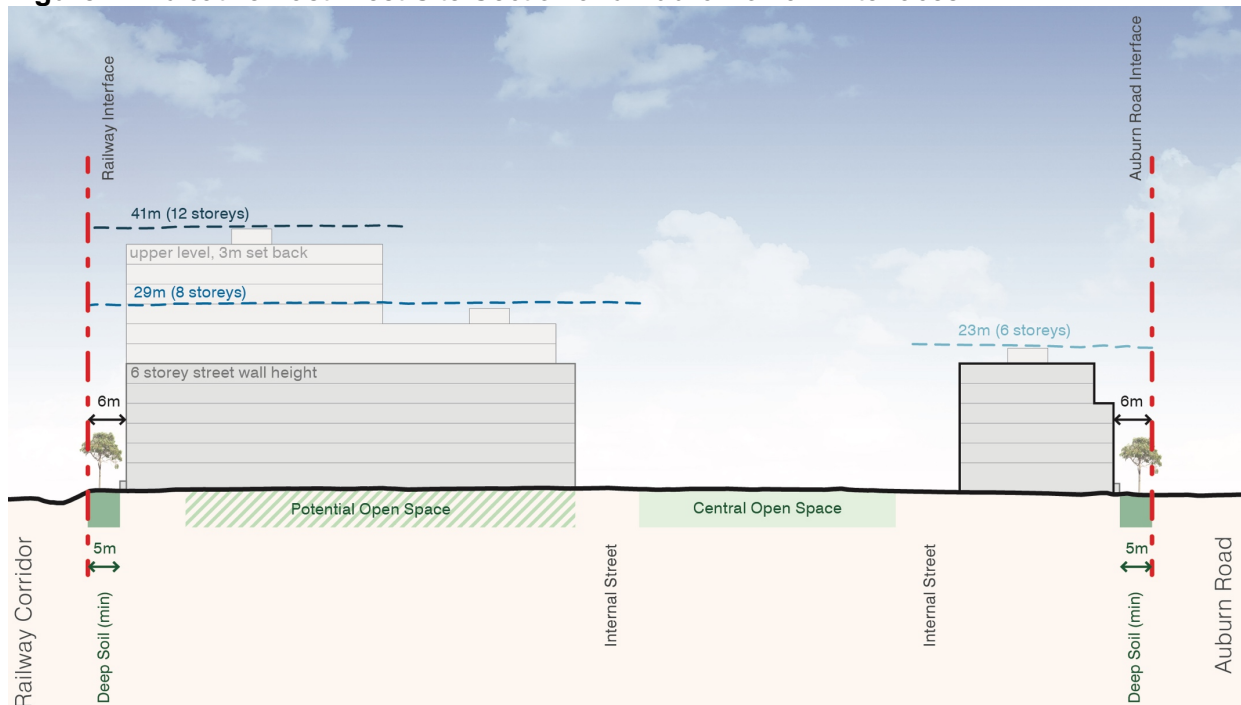 Railway Interface
Auburn Road Interface
41m (12 storeys)
upper level, 3m set back
29m (8 storeys)
23m (6 storeys)
6 storey street wall height
6m
6m
Potential Open Space
Central Open Space
5m
5m
Railway Corridor
Deep Soil (min)
Internal Street
Internal Street
Deep Soil (min)
Auburn Road